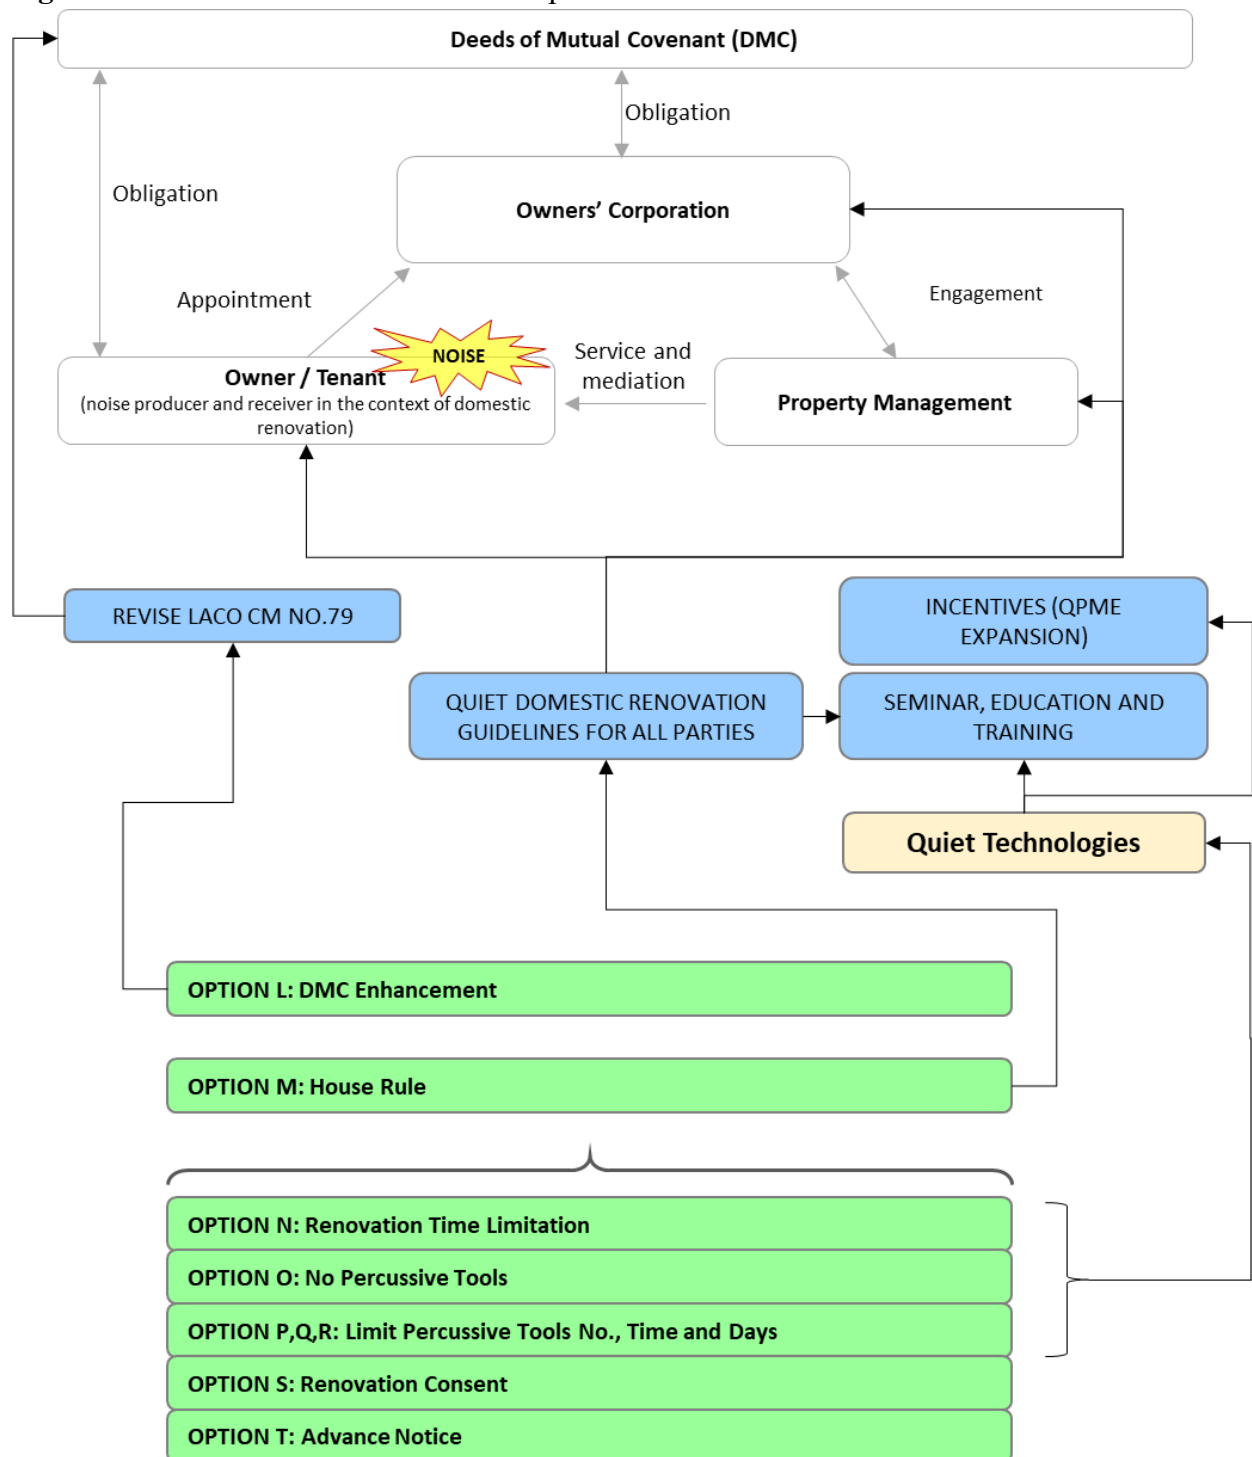 Deeds of Mutual Covenant (DMC)
Obligation
Obligation
Owners’ Corporation
Appointment
Engagement
NOISE
Service and
mediation
Owner / Tenant
(noise producer and receiver in the context of domestic
renovation)
Property Management
REVISE LACO CM NO.79
INCENTIVES (QPME
EXPANSION)
QUIET DOMESTIC RENOVATION
GUIDELINES FOR ALL PARTIES
SEMINAR, EDUCATION AND
TRAINING
Quiet Technologies
OPTION L: DMC Enhancement
OPTION M: House Rule
OPTION N: Renovation Time Limitation
OPTION O: No Percussive Tools
OPTION P,Q,R: Limit Percussive Tools No., Time and Days
OPTION S: Renovation Consent
OPTION T: Advance Notice